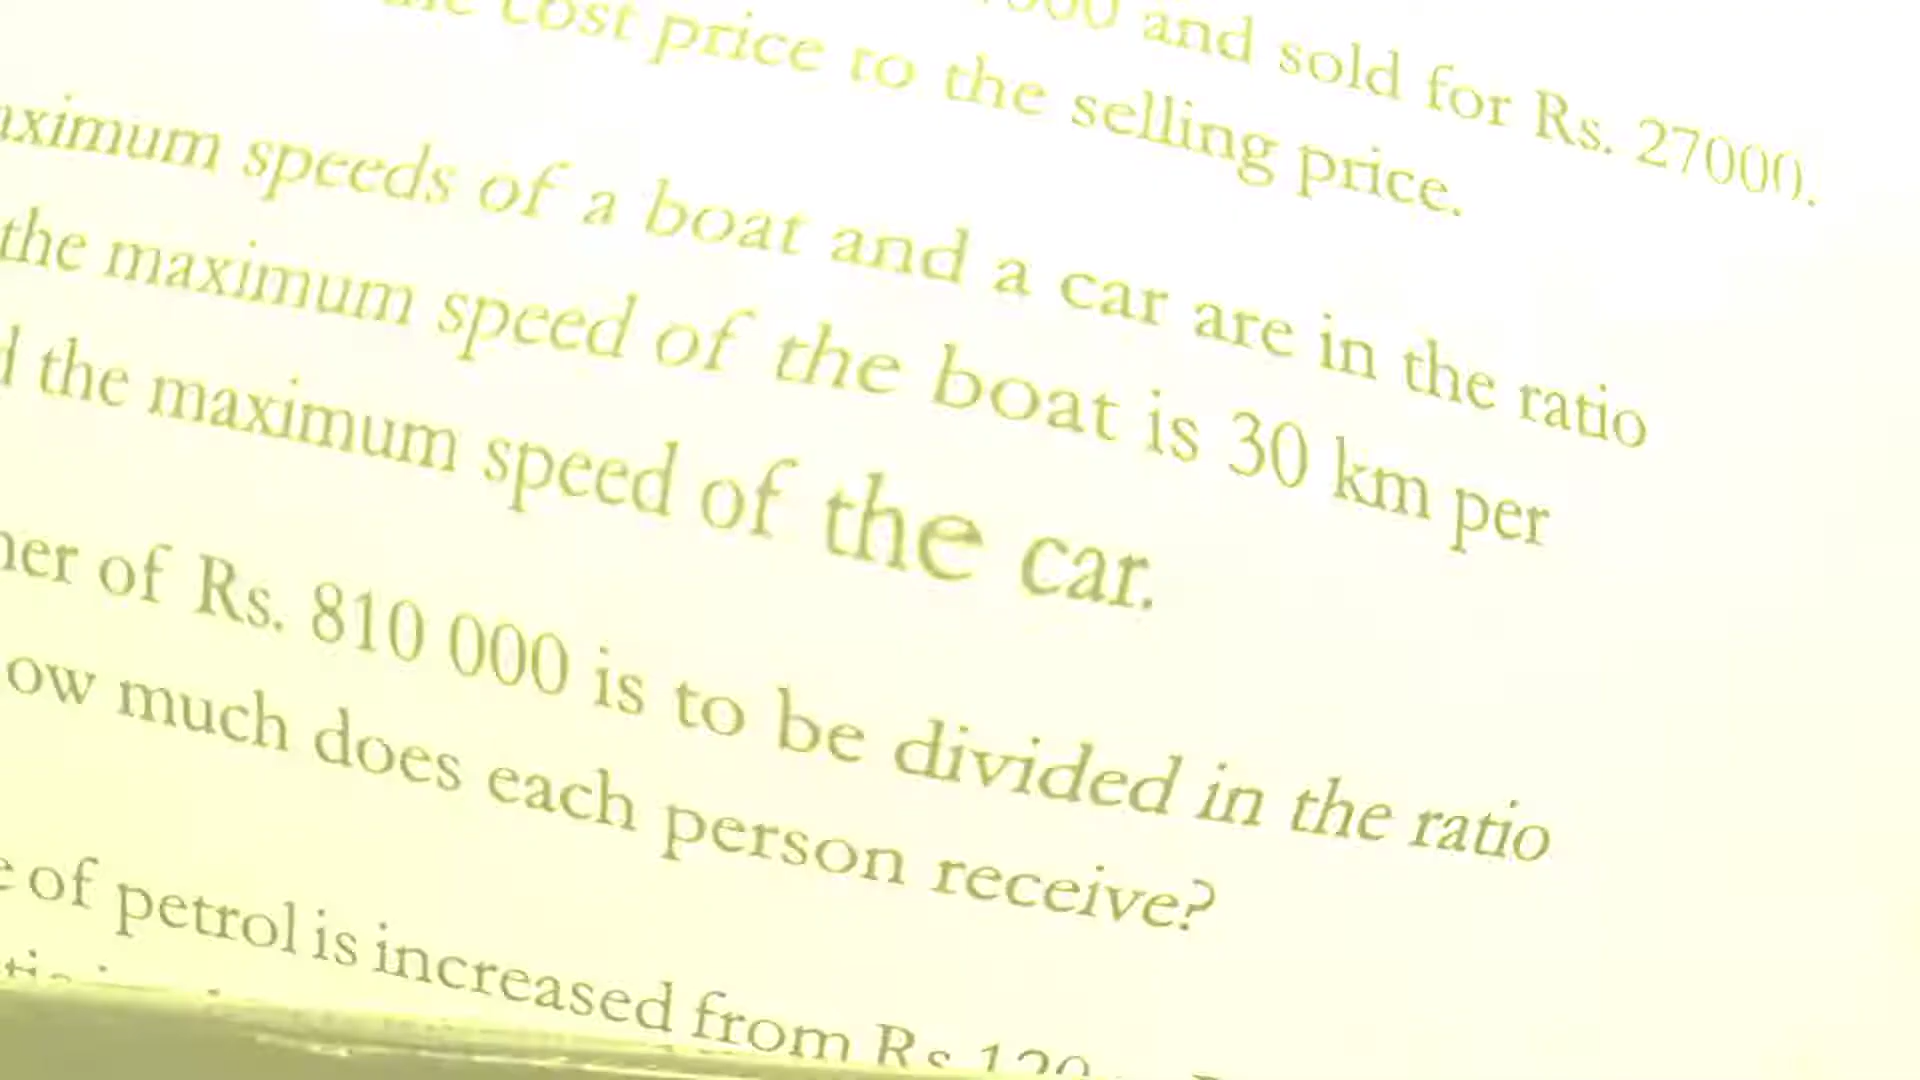 and sold for Rs. 27000.
cost price to the selling price.
speeds of a boat and a car are in the ratio
the maximum speed of the boat is 30 km per
the maximum speed of the car.
of Rs. 810 000 is to be divided in the ratio
much does each person receive?
of petrol is increased from Rs